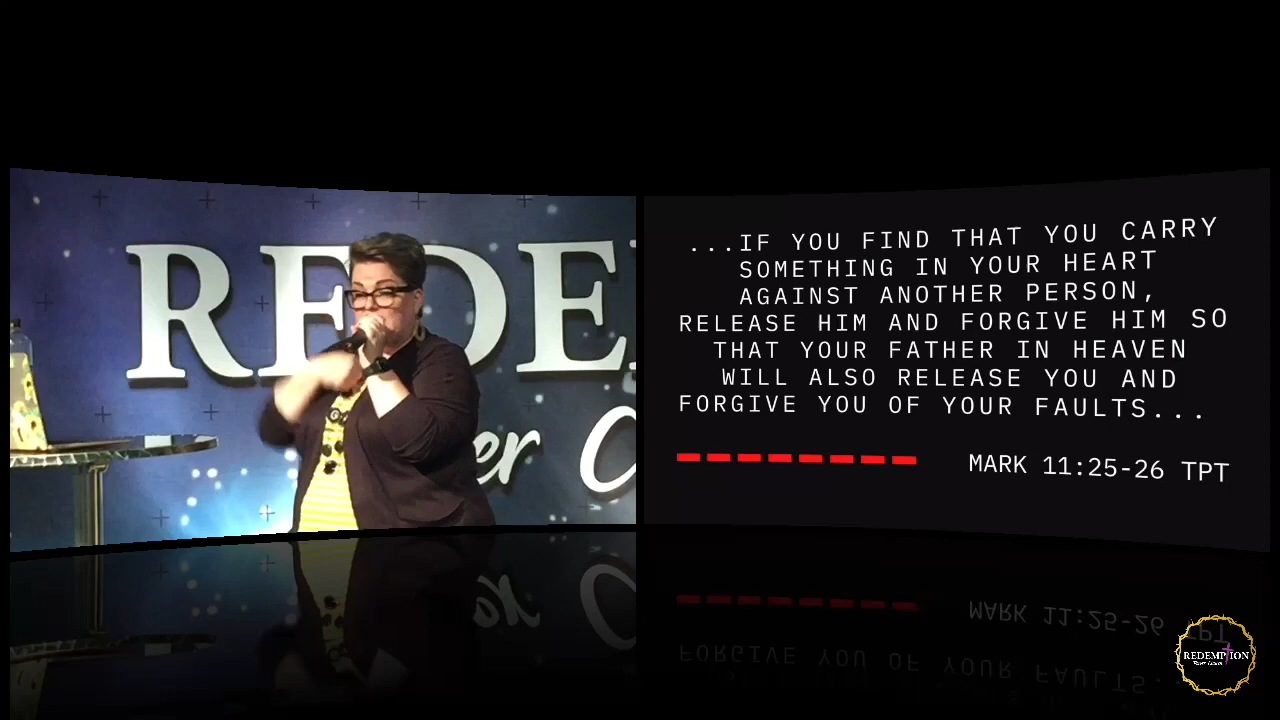 REDE
er C
...IF YOU FIND THAT YOU CARRY
SOMETHING IN YOUR HEART
AGAINST ANOTHER PERSON,
RELEASE HIM AND FORGIVE HIM SO
THAT YOUR FATHER IN HEAVEN
WILL ALSO RELEASE YOU AND
FORGIVE YOU OF YOUR FAULTS...
MARK 11:25-26 TPT
REDEMPTION